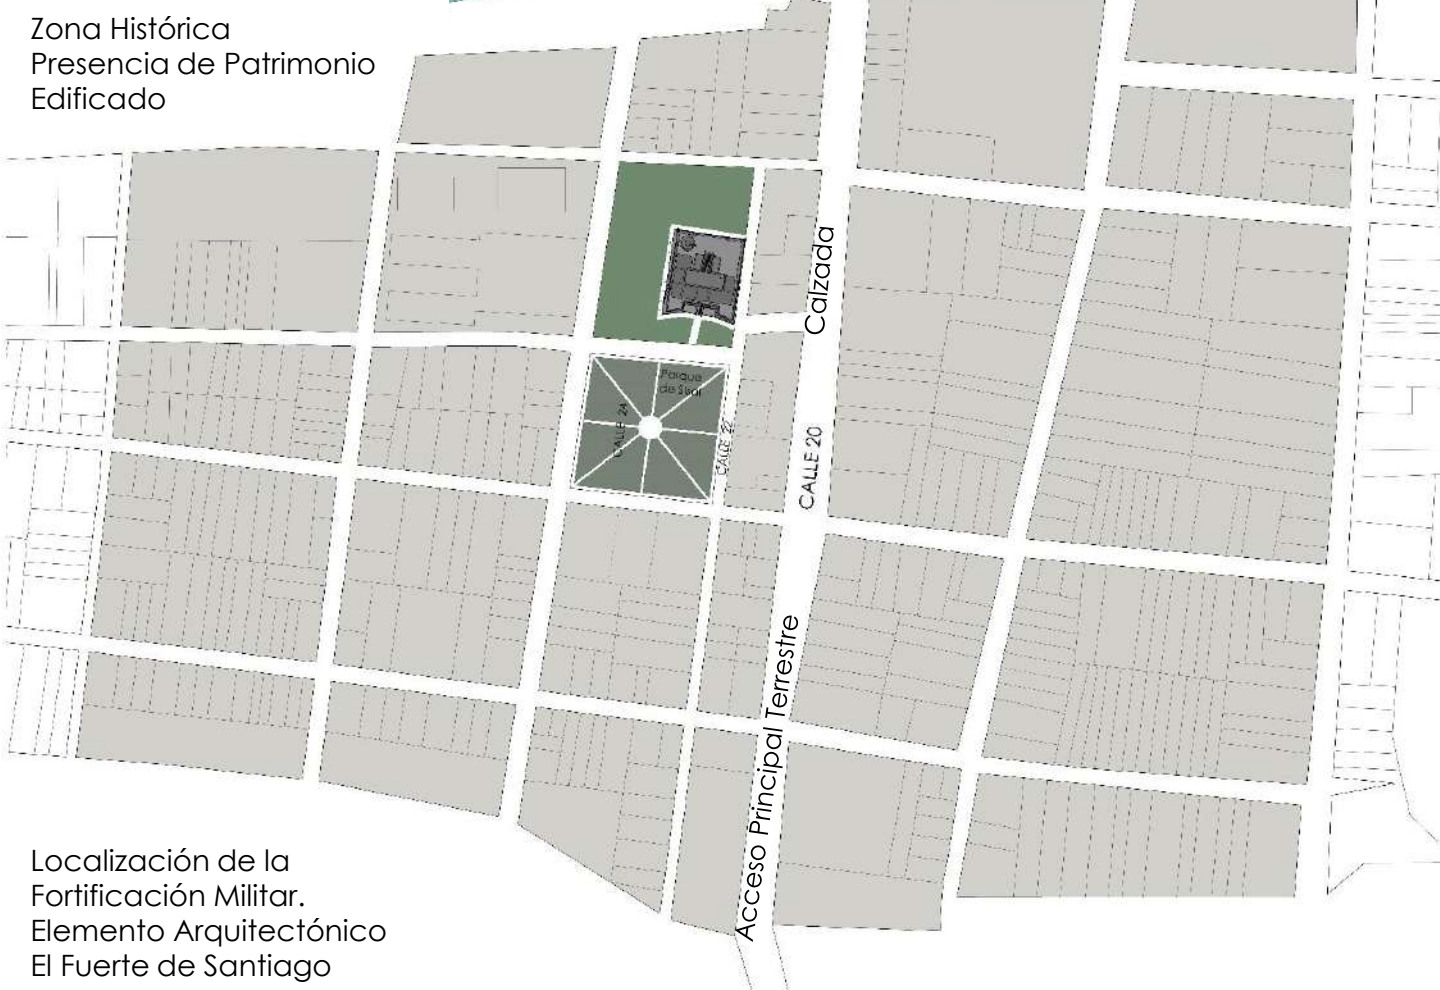 Zona Histórica
Presencia de Patrimonio
Edificado
Calzada
Parque
de Sisal
CALLE 24
CALLE 22
CALLE 20
Acceso Principal Terrestre
Localización de la
Fortificación Militar.
Elemento Arquitectónico
El Fuerte de Santiago